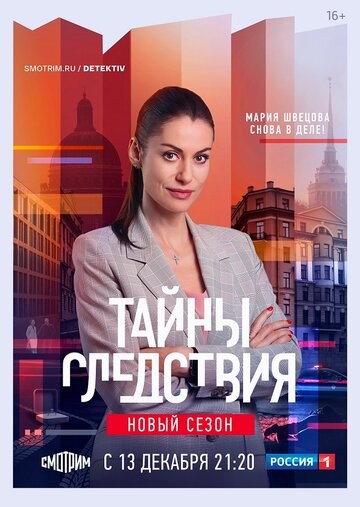 16+
SMOTRIM.RU / DETEKTIV
МАРИЯ ШВЕЦОВА
СНОВА В ДЕЛЕ!
ТАЙНЫ
СЛЕДСТВИЯ
НОВЫЙ СЕЗОН
СМОТРИМ С 13 ДЕКАБРЯ 21:20 РОССИЯ 1